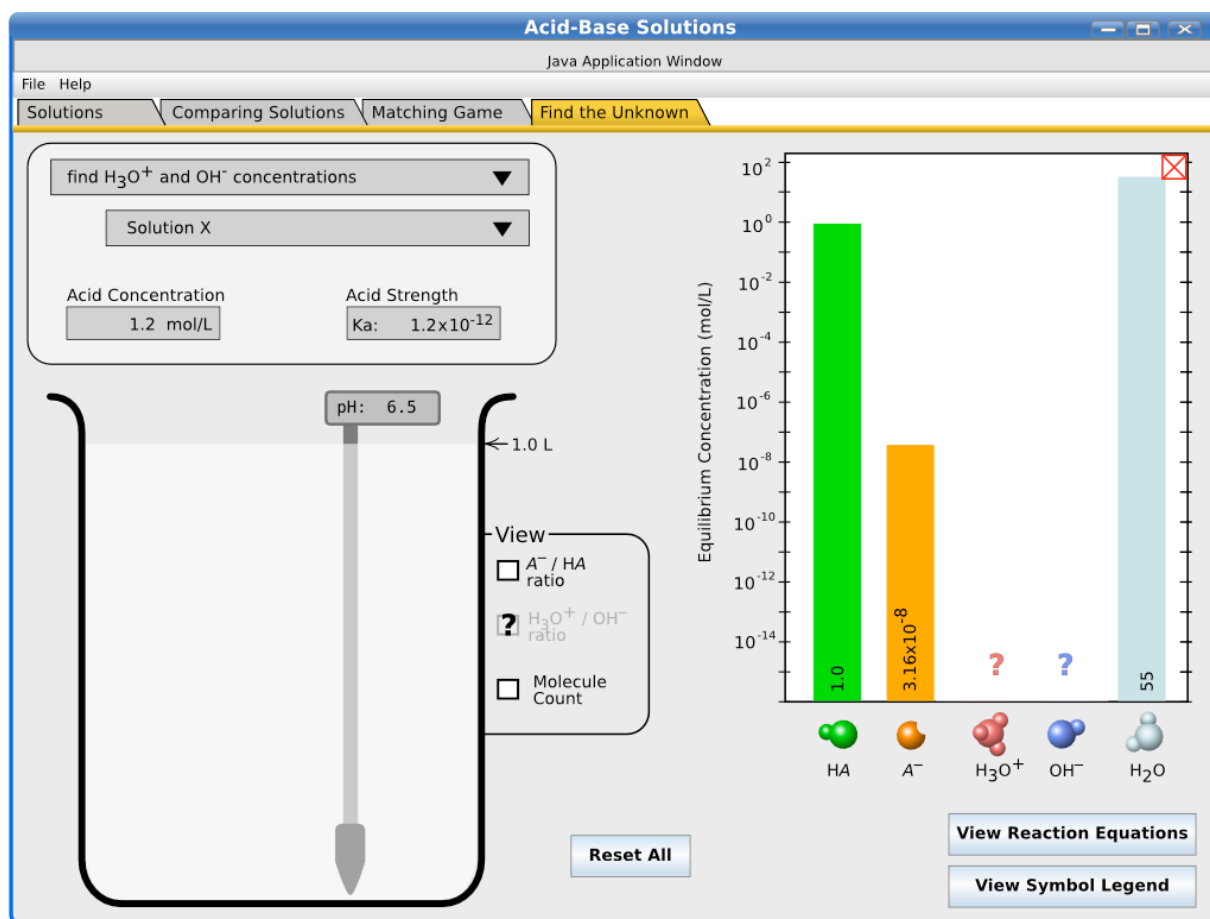 Acid-Base Solutions
Java Application Window
File Help
Solutions
Comparing Solutions
Matching Game
Find the Unknown
find H₃O⁺ and OH⁻ concentrations
Solution X
Acid Concentration
1.2 mol/L
Acid Strength
Ka: 1.2x10⁻¹²
pH: 6.5
1.0 L
View
A⁻ / HA
ratio
?
H₃O⁺ / OH⁻
ratio
Molecule
Count
Reset All
Equilibrium Concentration (mol/L)
10²
10⁰
10⁻²
10⁻⁴
10⁻⁶
10⁻⁸
10⁻¹⁰
10⁻¹²
10⁻¹⁴
1.0
3.16x10⁻⁸
?
?
55
HA
A⁻
H₃O⁺
OH⁻
H₂O
View Reaction Equations
View Symbol Legend